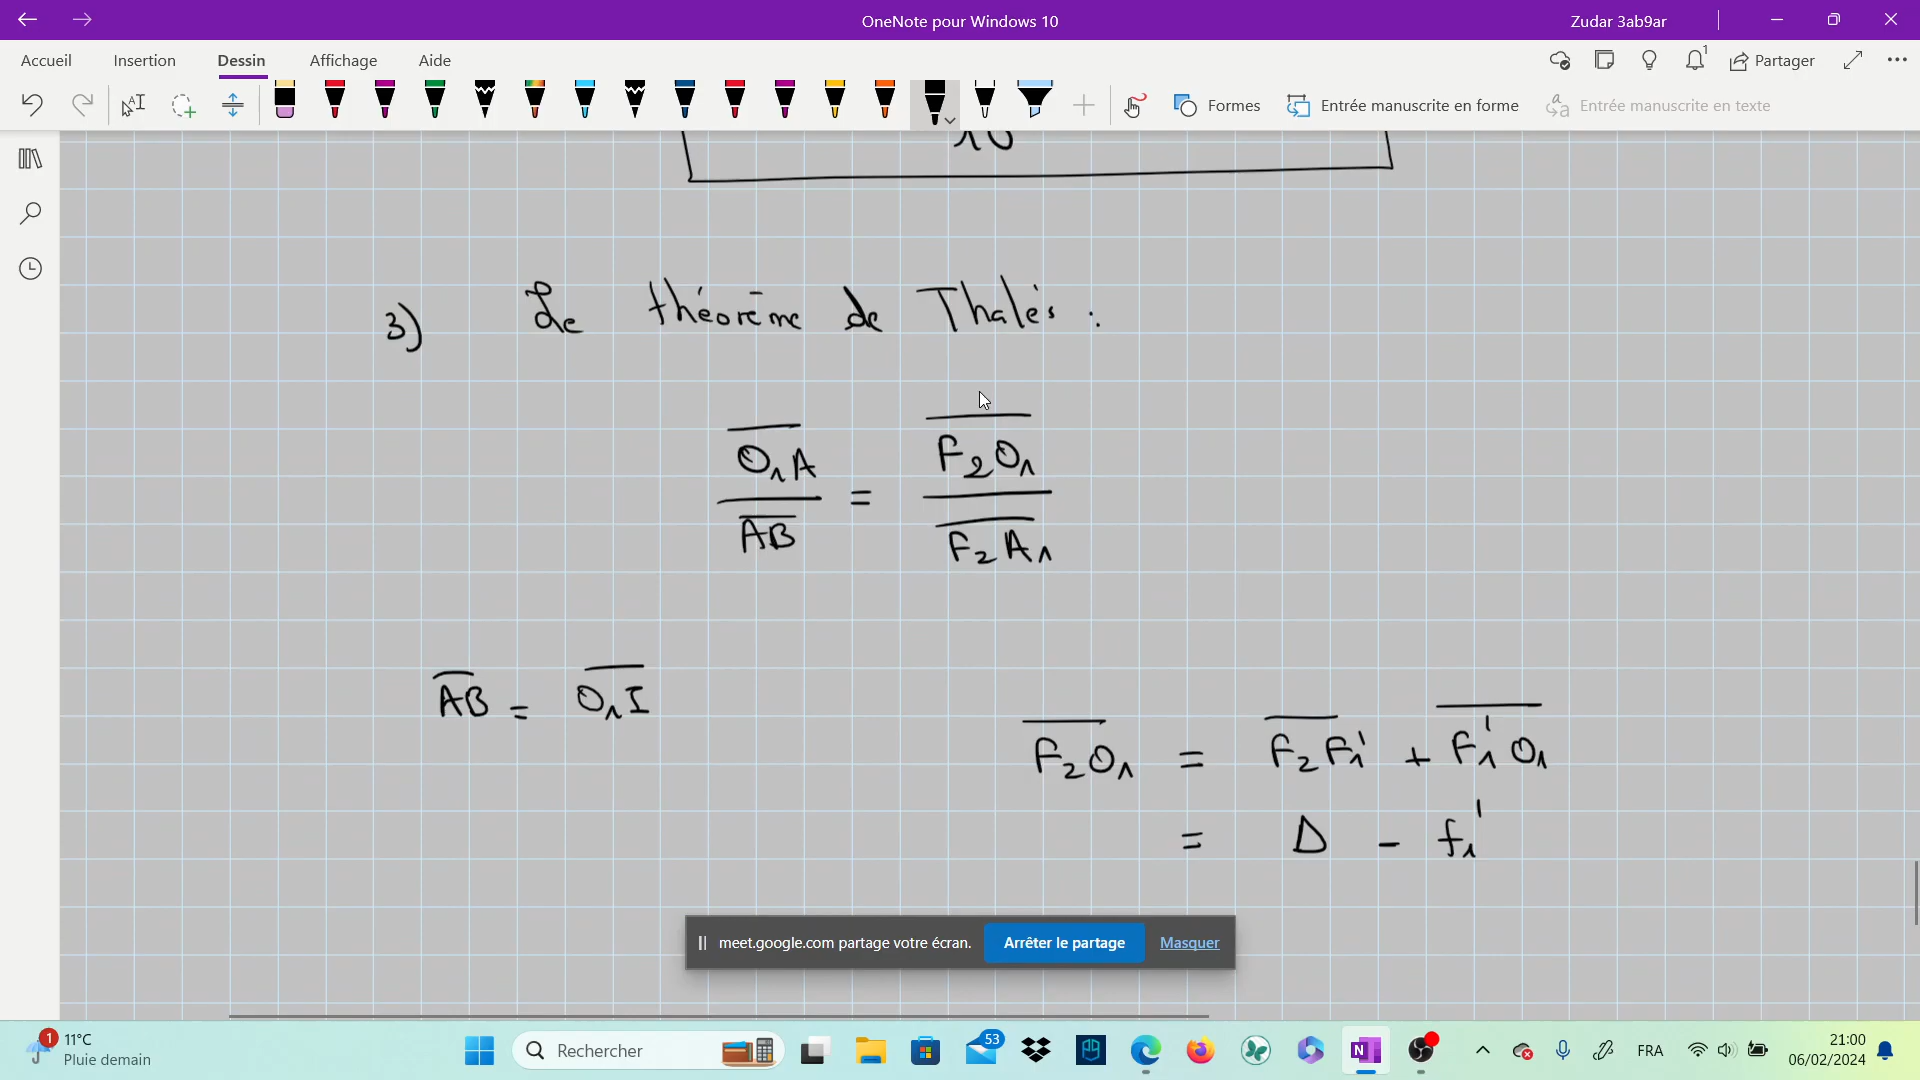 OneNote pour Windows 10
Zudar 3ab9ar
Accueil Insertion Dessin Affichage Aide
1
Partager
Formes
Entrée manuscrite en forme
Entrée manuscrite en texte
3) Le théorème de Thalès :
O₁A / AB = F₂O₁ / F₂A₁
AB = O₁I
F₂O₁ = F₂F₁' + F₁'O₁
= Δ - f₁'
meet.google.com partage votre écran.
Arrêter le partage
Masquer
1
11°C
Pluie demain
Rechercher
53
FRA
21:00
06/02/2024